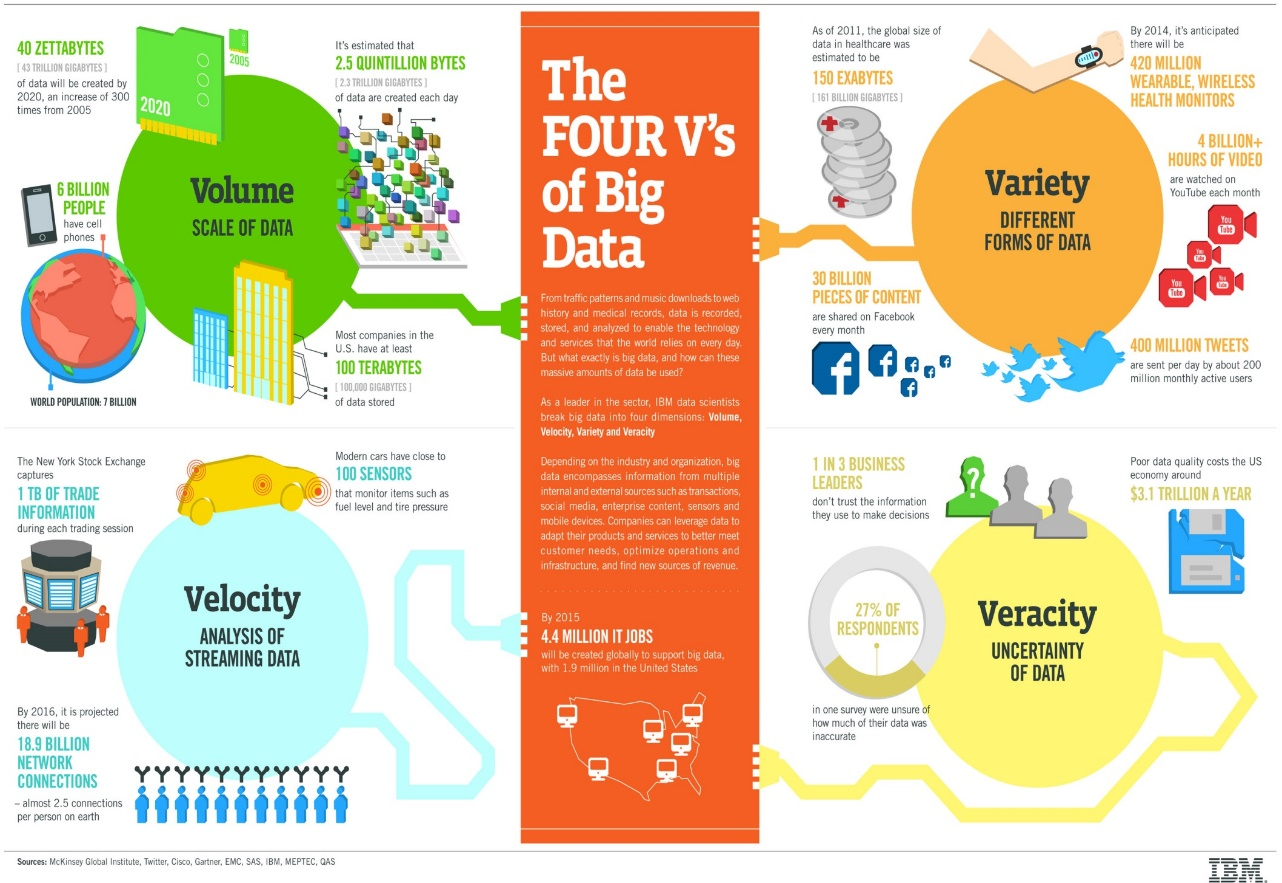 40 ZETTABYTES
[ 43 TRILLION GIGABYTES ]
of data will be created by
2020, an increase of 300
times from 2005
2005
2020
It's estimated that
2.5 QUINTILLION BYTES
[ 2.3 TRILLION GIGABYTES ]
of data are created each day
6 BILLION
PEOPLE
have cell
phones
Volume
SCALE OF DATA
WORLD POPULATION: 7 BILLION
Most companies in the
U.S. have at least
100 TERABYTES
[ 100,000 GIGABYTES ]
of data stored
The New York Stock Exchange
captures
1 TB OF TRADE
INFORMATION
during each trading session
Modern cars have close to
100 SENSORS
that monitor items such as
fuel level and tire pressure
Velocity
ANALYSIS OF
STREAMING DATA
By 2016, it is projected
there will be
18.9 BILLION
NETWORK
CONNECTIONS
– almost 2.5 connections
per person on earth
The
FOUR V's
of Big
Data
From traffic patterns and music downloads to web
history and medical records, data is recorded,
stored, and analyzed to enable the technology
and services that the world relies on every day.
But what exactly is big data, and how can these
massive amounts of data be used?
As a leader in the sector, IBM data scientists
break big data into four dimensions: Volume,
Velocity, Variety and Veracity
Depending on the industry and organization, big
data encompasses information from multiple
internal and external sources such as transactions,
social media, enterprise content, sensors and
mobile devices. Companies can leverage data to
adapt their products and services to better meet
customer needs, optimize operations and
infrastructure, and find new sources of revenue.
By 2015
4.4 MILLION IT JOBS
will be created globally to support big data,
with 1.9 million in the United States
As of 2011, the global size of
data in healthcare was
estimated to be
150 EXABYTES
[ 161 BILLION GIGABYTES ]
By 2014, it's anticipated
there will be
420 MILLION
WEARABLE, WIRELESS
HEALTH MONITORS
4 BILLION+
HOURS OF VIDEO
are watched on
YouTube each month
You
Tube
You
Tube
You
Tube
You
Tube
Variety
DIFFERENT
FORMS OF DATA
30 BILLION
PIECES OF CONTENT
are shared on Facebook
every month
f
f
f
f
f
f
400 MILLION TWEETS
are sent per day by about 200
million monthly active users
1 IN 3 BUSINESS
LEADERS
don't trust the information
they use to make decisions
?
Poor data quality costs the US
economy around
$3.1 TRILLION A YEAR
27% OF
RESPONDENTS
in one survey were unsure of
how much of their data was
inaccurate
Veracity
UNCERTAINTY
OF DATA
Sources: McKinsey Global Institute, Twitter, Cisco, Gartner, EMC, SAS, IBM, MEPTEC, QAS
IBM.